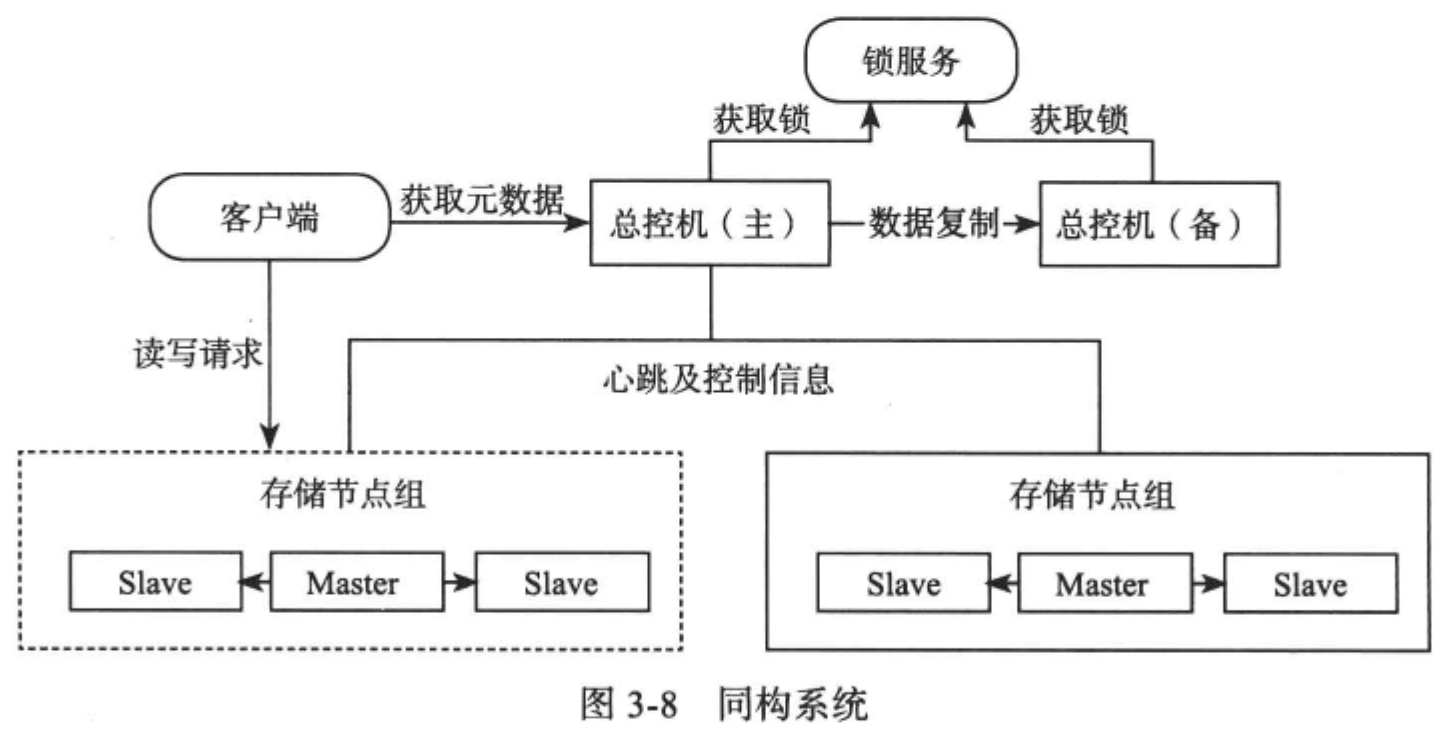 锁服务
获取锁
获取锁
客户端
获取元数据
总控机（主）
数据复制
总控机（备）
读写请求
心跳及控制信息
存储节点组
存储节点组
Slave
Master
Slave
Slave
Master
Slave
图 3-8 同构系统